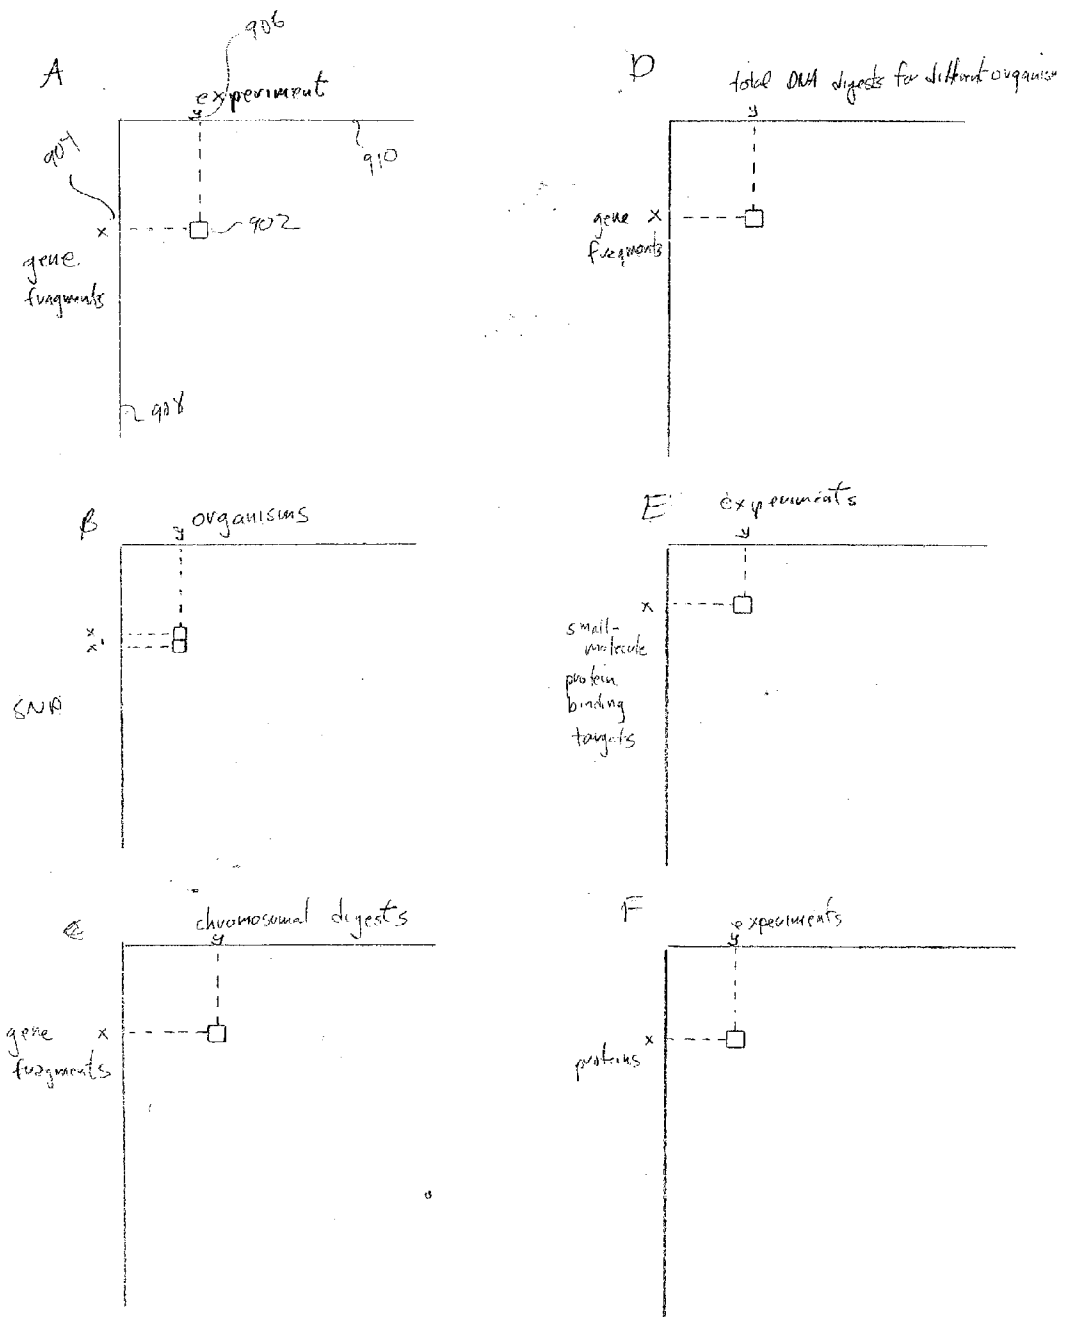 A
906
experiment
y
910
904
x
902
gene
fragments
908
D
total DNA digests for different organism
y
gene x
fragments
B
organisms
y
x
x'
SNP
E
experiments
y
x
small-
molecule
protein
binding
targets
C
chromosomal digests
y
gene x
fragments
F
experiments
y
x
proteins